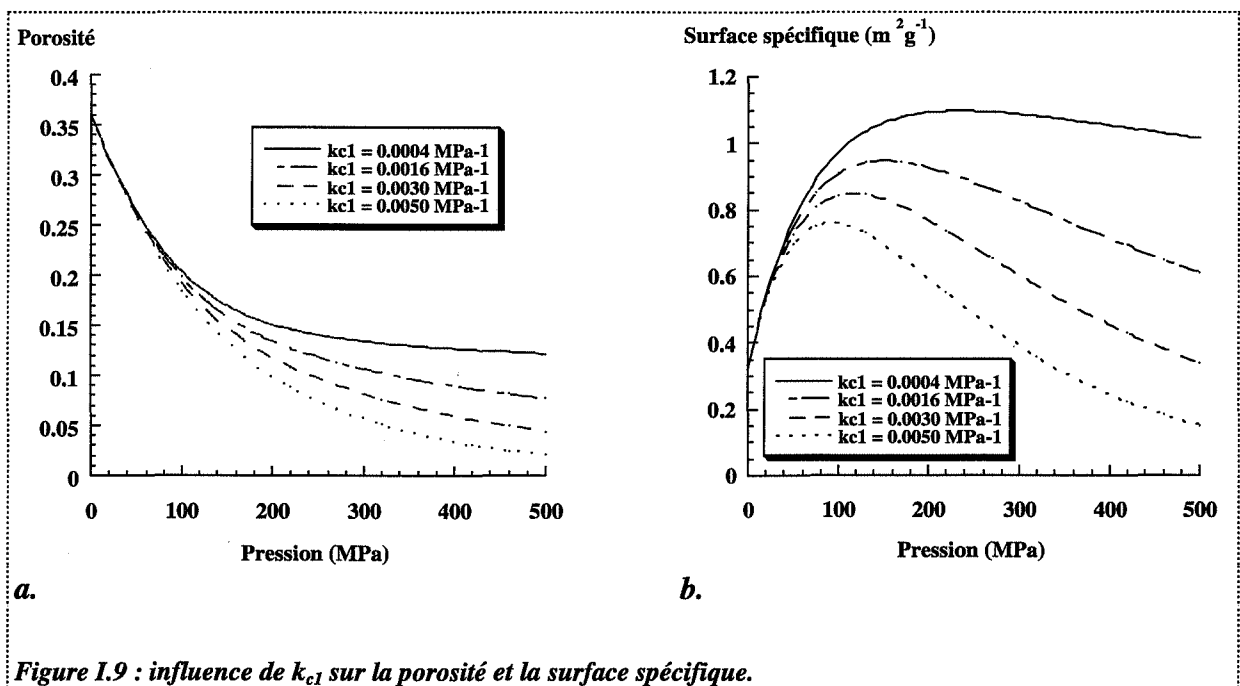 Porosité
0.4
0.35
0.3
0.25
0.2
0.15
0.1
0.05
0
0
100
200
300
400
500
Pression (MPa)
kc1 = 0.0004 MPa-1
kc1 = 0.0016 MPa-1
kc1 = 0.0030 MPa-1
kc1 = 0.0050 MPa-1
a.
Surface spécifique (m ²g⁻¹)
1.2
1
0.8
0.6
0.4
0.2
0
0
100
200
300
400
500
Pression (MPa)
kc1 = 0.0004 MPa-1
kc1 = 0.0016 MPa-1
kc1 = 0.0030 MPa-1
kc1 = 0.0050 MPa-1
b.
Figure I.9 : influence de kc1 sur la porosité et la surface spécifique.